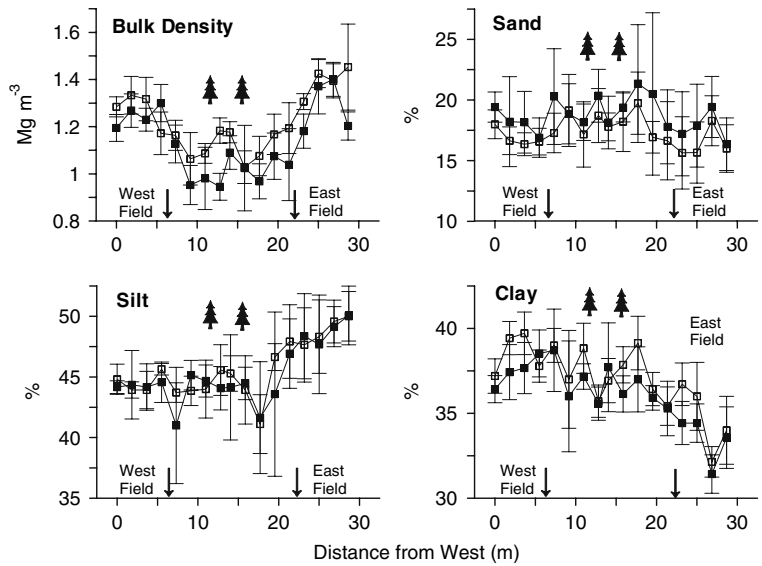 Bulk Density
Mg m⁻³
1.6
1.4
1.2
1
0.8
West
Field
East
Field
0
10
20
30
Sand
%
25
20
15
10
West
Field
East
Field
0
10
20
30
Silt
%
50
45
40
35
West
Field
East
Field
0
10
20
30
Clay
%
40
35
30
East
Field
West
Field
0
10
20
30
Distance from West (m)